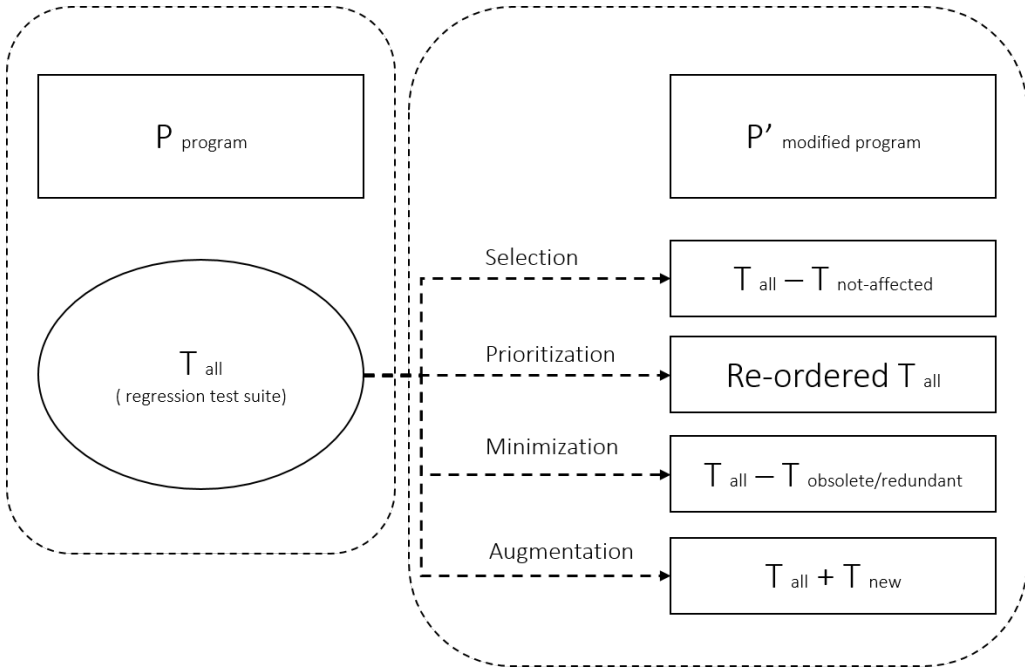 P program
P’ modified program
T all
( regression test suite)
Selection
T all – T not-affected
Prioritization
Re-ordered T all
Minimization
T all – T obsolete/redundant
Augmentation
T all + T new